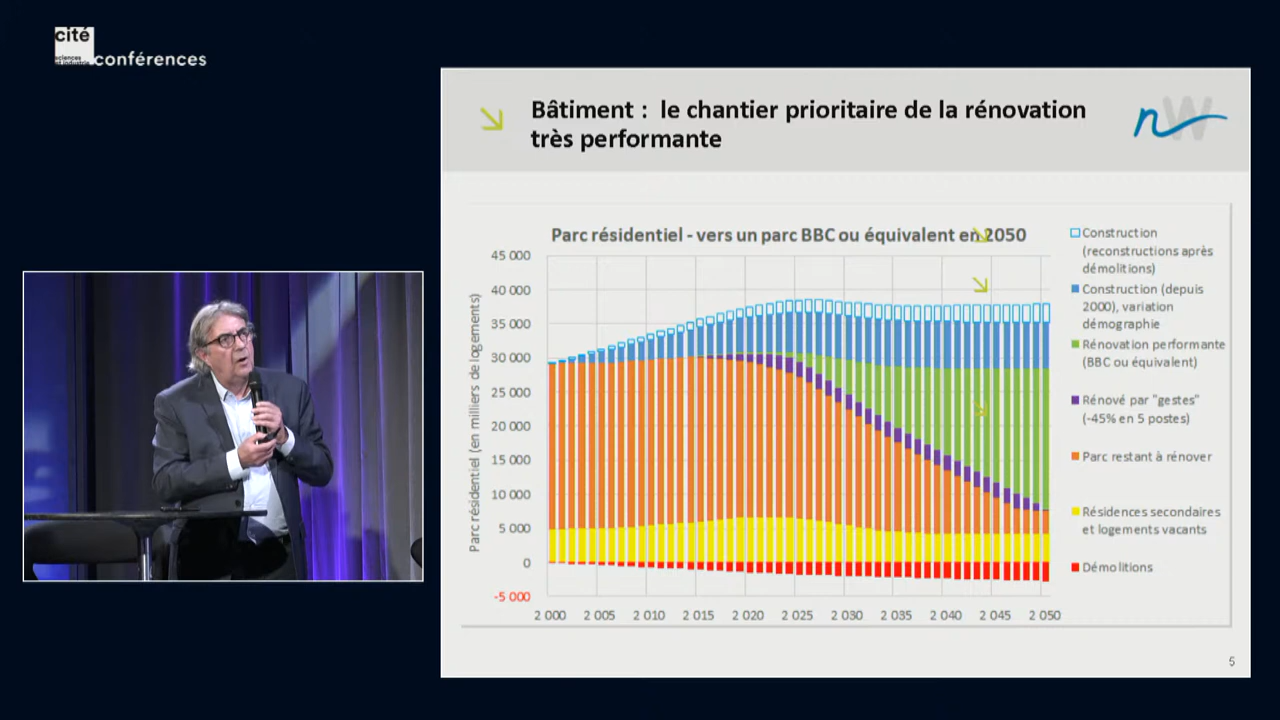 cité
sciences
et industrie
conférences
Bâtiment : le chantier prioritaire de la rénovation
très performante
nW
Parc résidentiel - vers un parc BBC ou équivalent en 2050
Parc résidentiel (en milliers de logements)
45 000
40 000
35 000
30 000
25 000
20 000
15 000
10 000
5 000
0
-5 000
2 000 2 005 2 010 2 015 2 020 2 025 2 030 2 035 2 040 2 045 2 050
Construction
(reconstructions après
démolitions)
Construction (depuis
2000), variation
démographie
Rénovation performante
(BBC ou équivalent)
Rénové par "gestes"
(-45% en 5 postes)
Parc restant à rénover
Résidences secondaires
et logements vacants
Démolitions
5